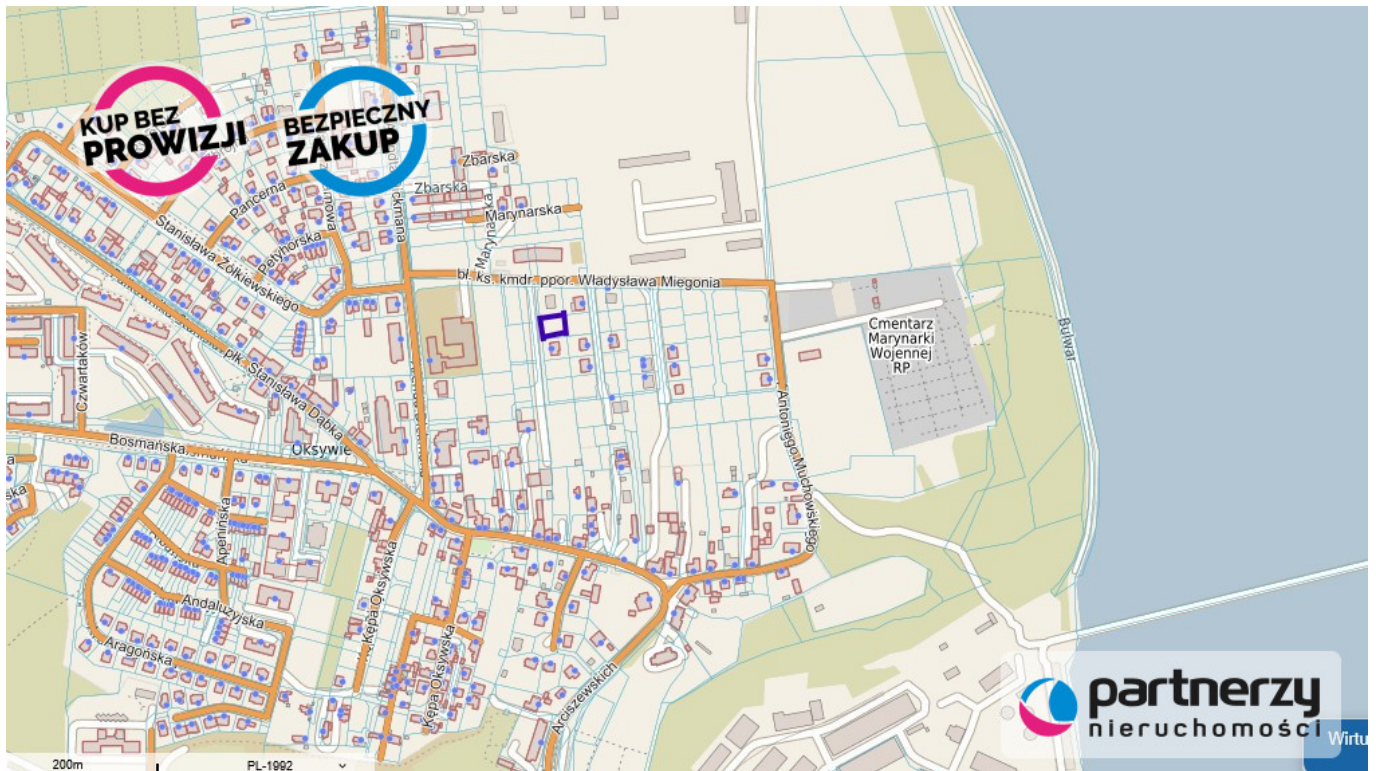 KUP BEZ
PROWIZJI
BEZPIECZNY
ZAKUP
Zbarska
Zbarska
Marynarska
Marynarska
Pancerna
Petyhorska
Stanisława Żółkiewskiego
bł. ks. kmdr. ppor. Władysława Miegonia
Cmentarz
Marynarki
Wojennej
RP
Bulwar
płk. Stanisława Dąbka
Czwartaków
Bosmańska
Oksywie
Antoniego Muchowskiego
Apenińska
Andaluzyjska
Aragońska
Kępa Oksywska
Kępa Oksywska
Arciszewskich
partnerzy
nieruchomości
Wirtu
200m
PL-1992